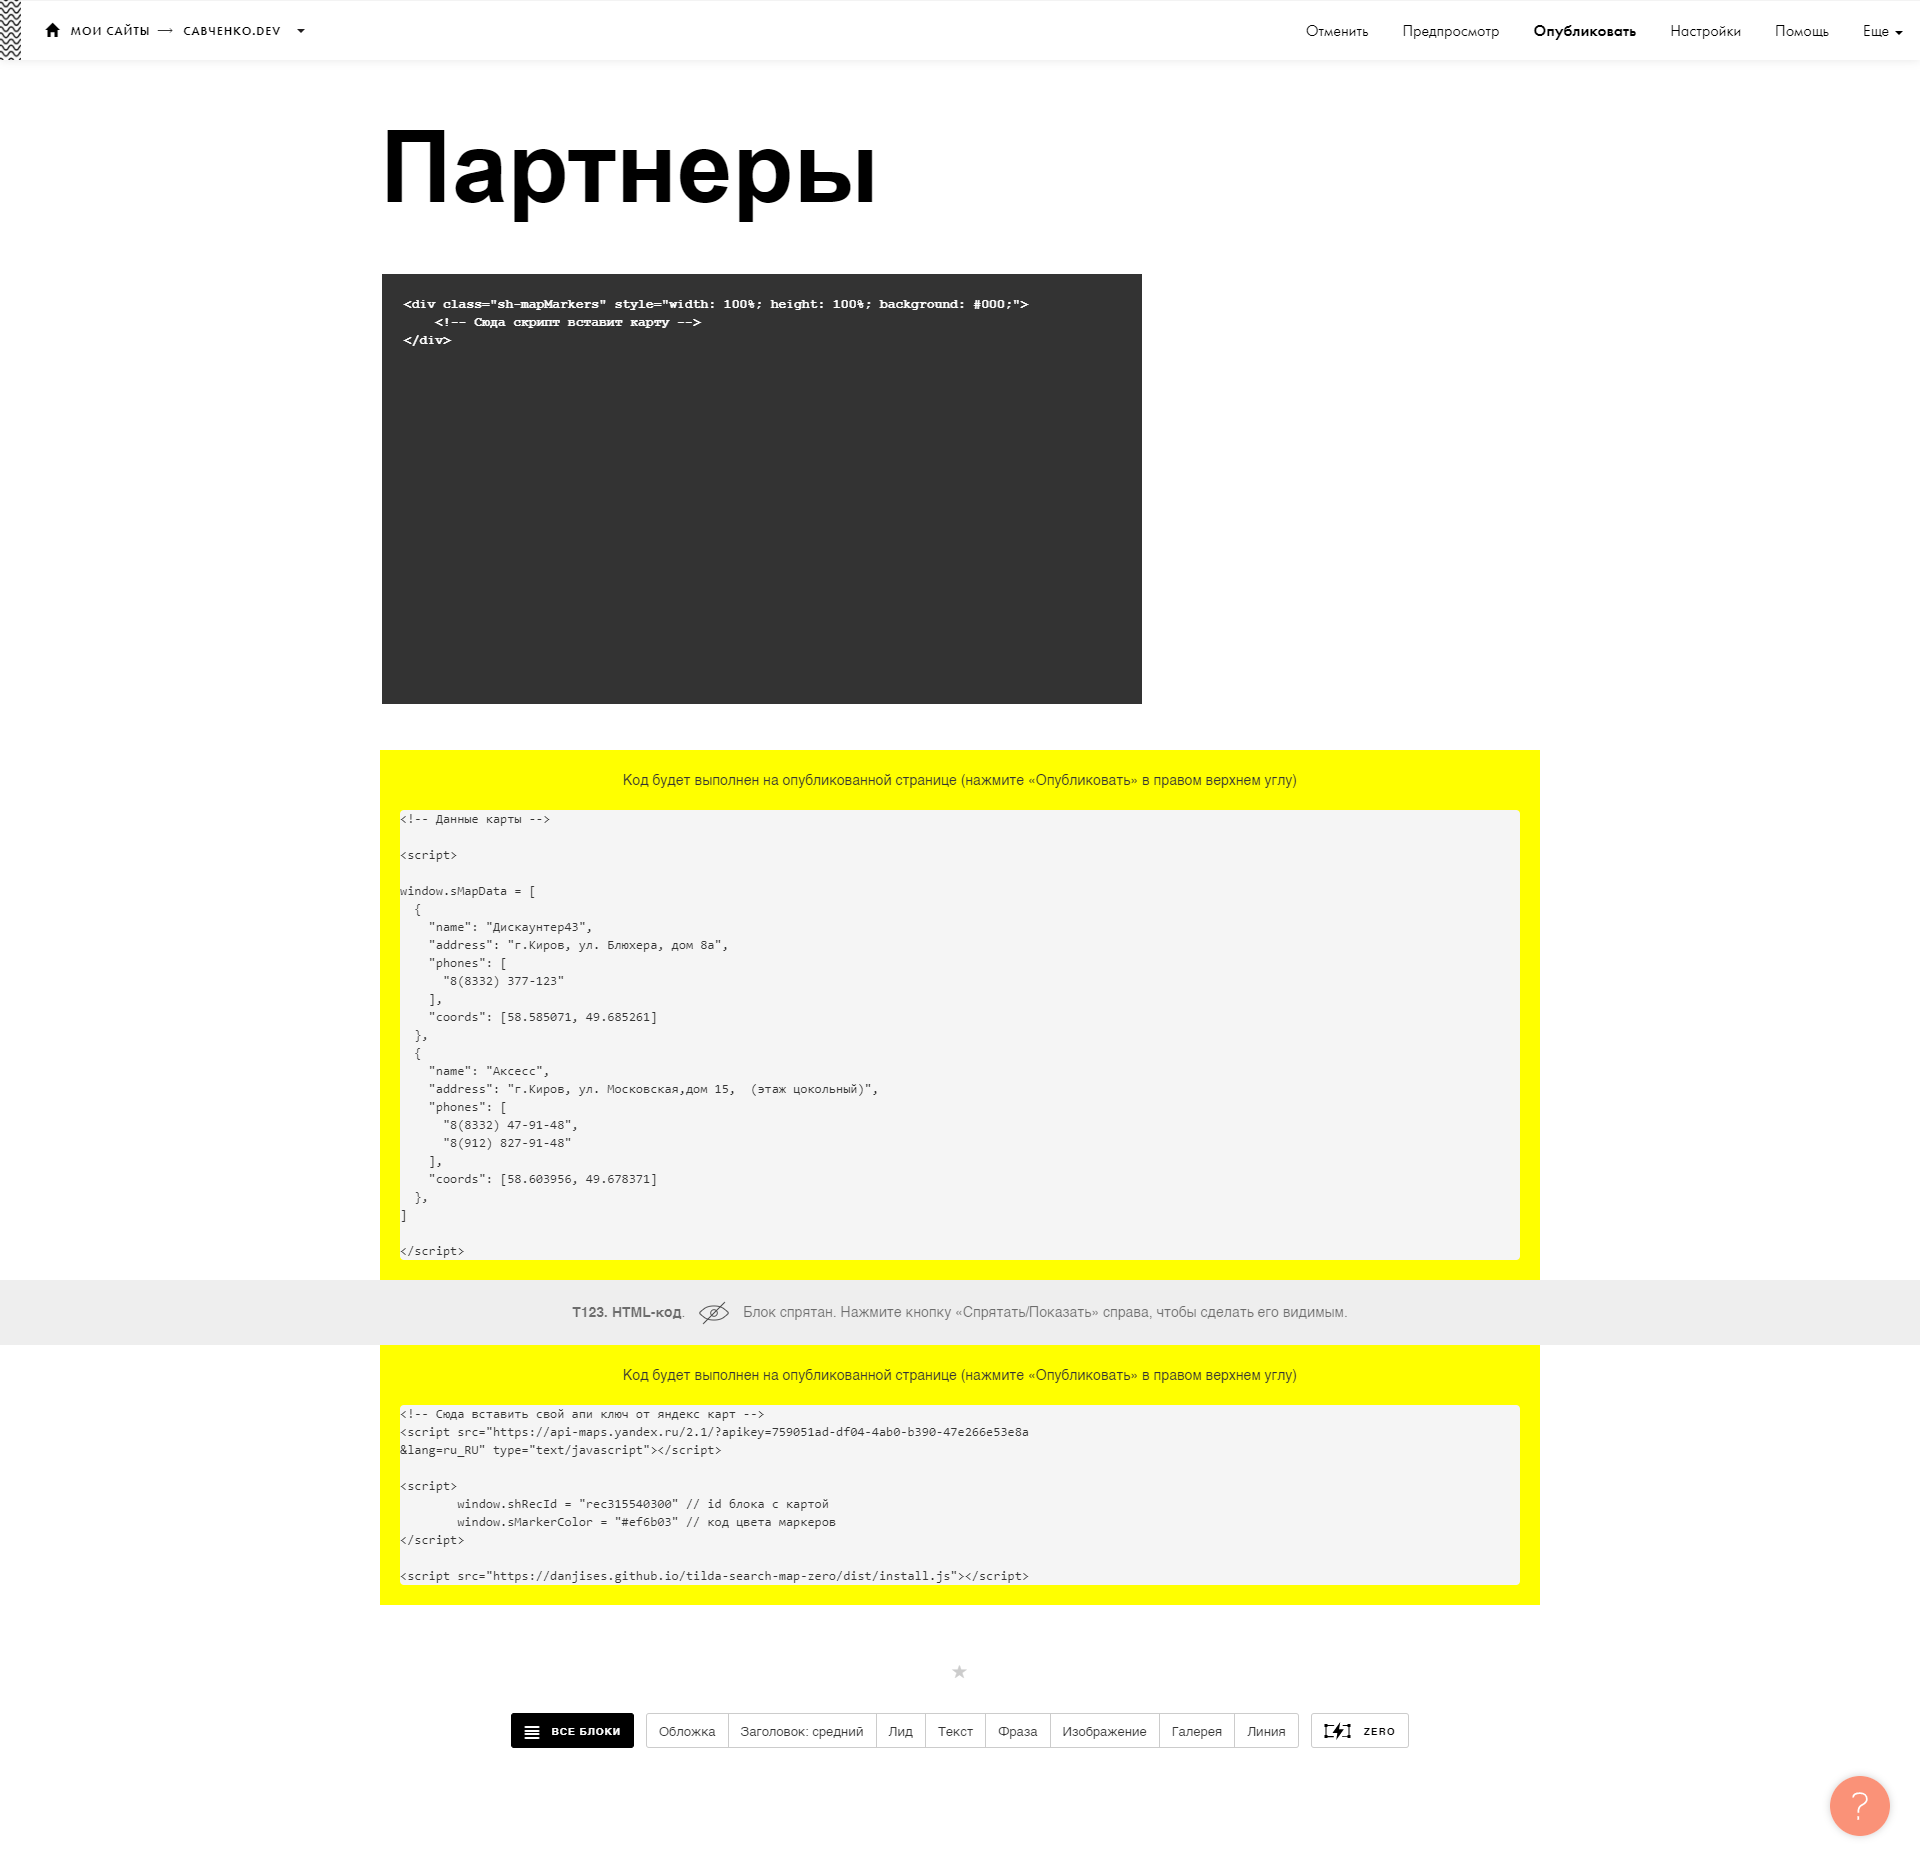 МОИ САЙТЫ → САВЧЕНКО.DEV
Отменить Предпросмотр Опубликовать Настройки Помощь Еще
Партнеры
<div class="sh-mapMarkers" style="width: 100%; height: 100%; background: #000;">
<!-- Сюда скрипт вставит карту -->
</div>
Код будет выполнен на опубликованной странице (нажмите «Опубликовать» в правом верхнем углу)
<!-- Данные карты -->
<script>
window.sMapData = [
{
"name": "Дискаунтер43",
"address": "г.Киров, ул. Блюхера, дом 8а",
"phones": [
"8(8332) 377-123"
],
"coords": [58.585071, 49.685261]
},
{
"name": "Аксесс",
"address": "г.Киров, ул. Московская,дом 15,  (этаж цокольный)",
"phones": [
"8(8332) 47-91-48",
"8(912) 827-91-48"
],
"coords": [58.603956, 49.678371]
},
]
</script>
T123. HTML-код. Блок спрятан. Нажмите кнопку «Спрятать/Показать» справа, чтобы сделать его видимым.
Код будет выполнен на опубликованной странице (нажмите «Опубликовать» в правом верхнем углу)
<!-- Сюда вставить свой апи ключ от яндекс карт -->
<script src="https://api-maps.yandex.ru/2.1/?apikey=759051ad-df04-4ab0-b390-47e266e53e8a
&lang=ru_RU" type="text/javascript"></script>
<script>
window.shRecId = "rec315540300" // id блока с картой
window.sMarkerColor = "#ef6b03" // код цвета маркеров
</script>
<script src="https://danjises.github.io/tilda-search-map-zero/dist/install.js"></script>
ВСЕ БЛОКИ Обложка Заголовок: средний Лид Текст Фраза Изображение Галерея Линия ZERO
?